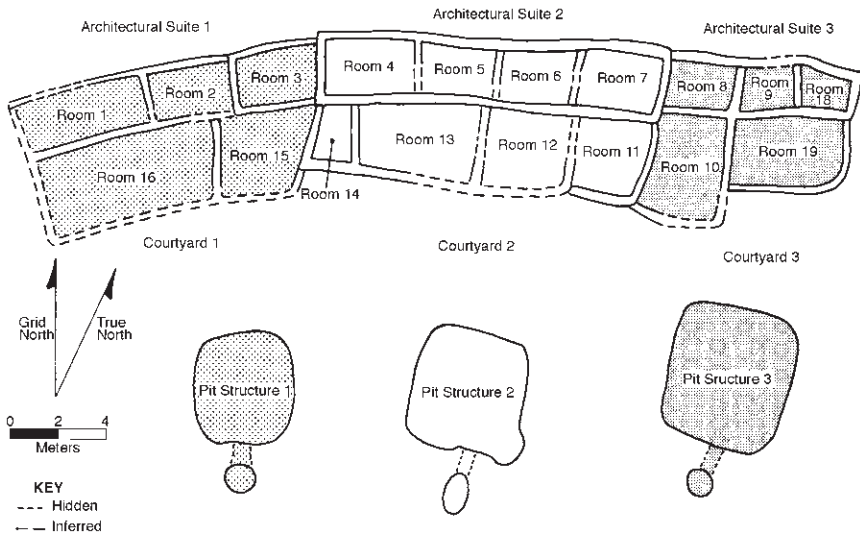 Architectural Suite 1
Architectural Suite 2
Architectural Suite 3
Room 1
Room 2
Room 3
Room 4
Room 5
Room 6
Room 7
Room 8
Room
9
Room
18
Room 16
Room 15
Room 14
Room 13
Room 12
Room 11
Room 10
Room 19
Courtyard 1
Courtyard 2
Courtyard 3
Grid
North
True
North
Pit Structure 1
Pit Structure 2
Pit Sructure 3
0 2 4
Meters
KEY
Hidden
Inferred